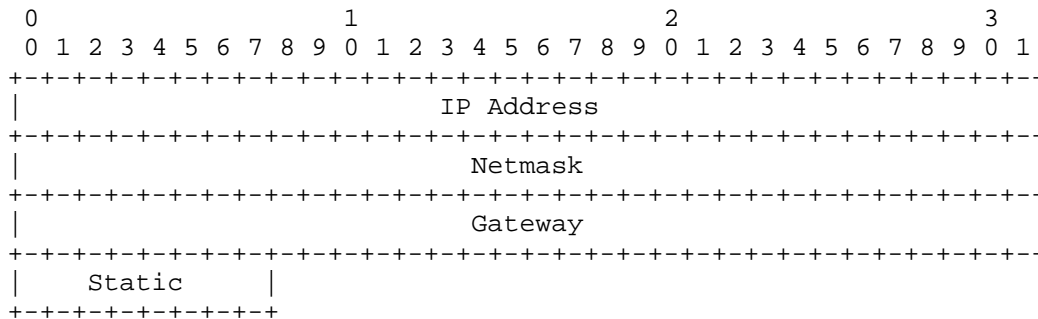 0                   1                   2                   3
 0 1 2 3 4 5 6 7 8 9 0 1 2 3 4 5 6 7 8 9 0 1 2 3 4 5 6 7 8 9 0 1
+-+-+-+-+-+-+-+-+-+-+-+-+-+-+-+-+-+-+-+-+-+-+-+-+-+-+-+-+-+-+-+--
|                          IP Address
+-+-+-+-+-+-+-+-+-+-+-+-+-+-+-+-+-+-+-+-+-+-+-+-+-+-+-+-+-+-+-+--
|                            Netmask
+-+-+-+-+-+-+-+-+-+-+-+-+-+-+-+-+-+-+-+-+-+-+-+-+-+-+-+-+-+-+-+--
|                            Gateway
+-+-+-+-+-+-+-+-+-+-+-+-+-+-+-+-+-+-+-+-+-+-+-+-+-+-+-+-+-+-+-+--
|    Static     |
+-+-+-+-+-+-+-+-+